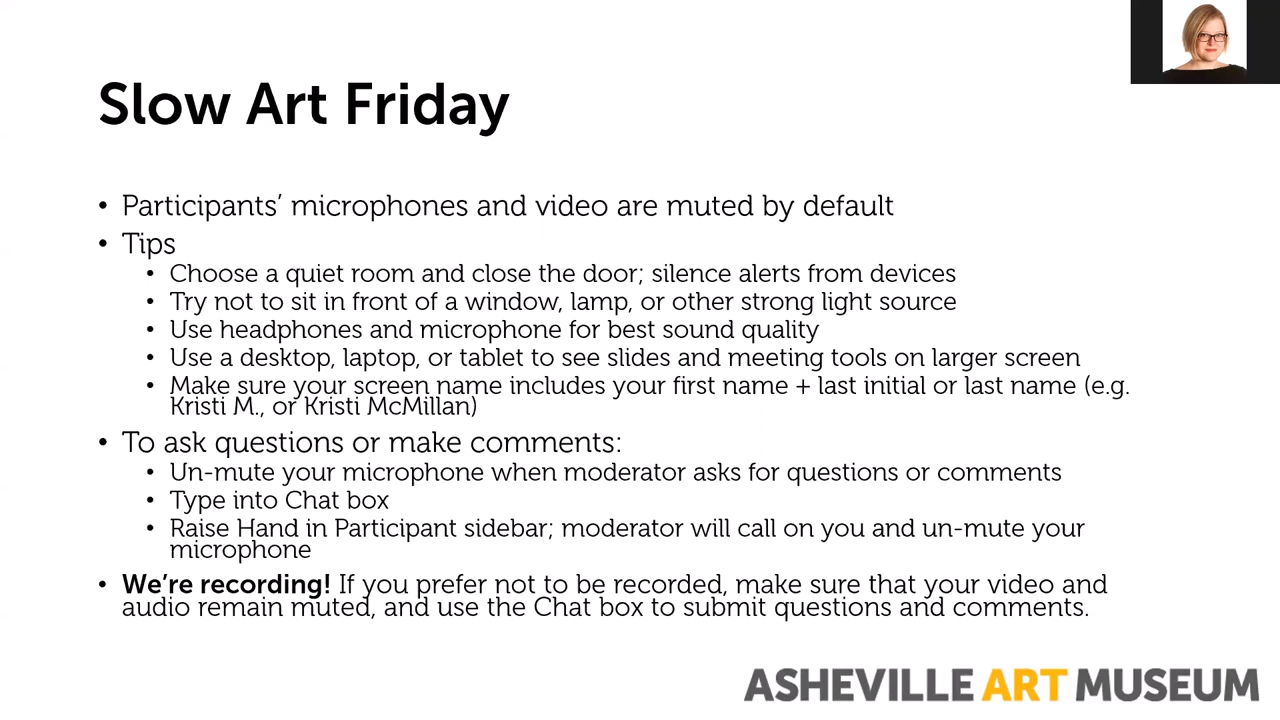 Slow Art Friday
• Participants’ microphones and video are muted by default
• Tips
• Choose a quiet room and close the door; silence alerts from devices
• Try not to sit in front of a window, lamp, or other strong light source
• Use headphones and microphone for best sound quality
• Use a desktop, laptop, or tablet to see slides and meeting tools on larger screen
• Make sure your screen name includes your first name + last initial or last name (e.g.
Kristi M., or Kristi McMillan)
• To ask questions or make comments:
• Un-mute your microphone when moderator asks for questions or comments
• Type into Chat box
• Raise Hand in Participant sidebar; moderator will call on you and un-mute your
microphone
• We’re recording! If you prefer not to be recorded, make sure that your video and
audio remain muted, and use the Chat box to submit questions and comments.
ASHEVILLE ART MUSEUM